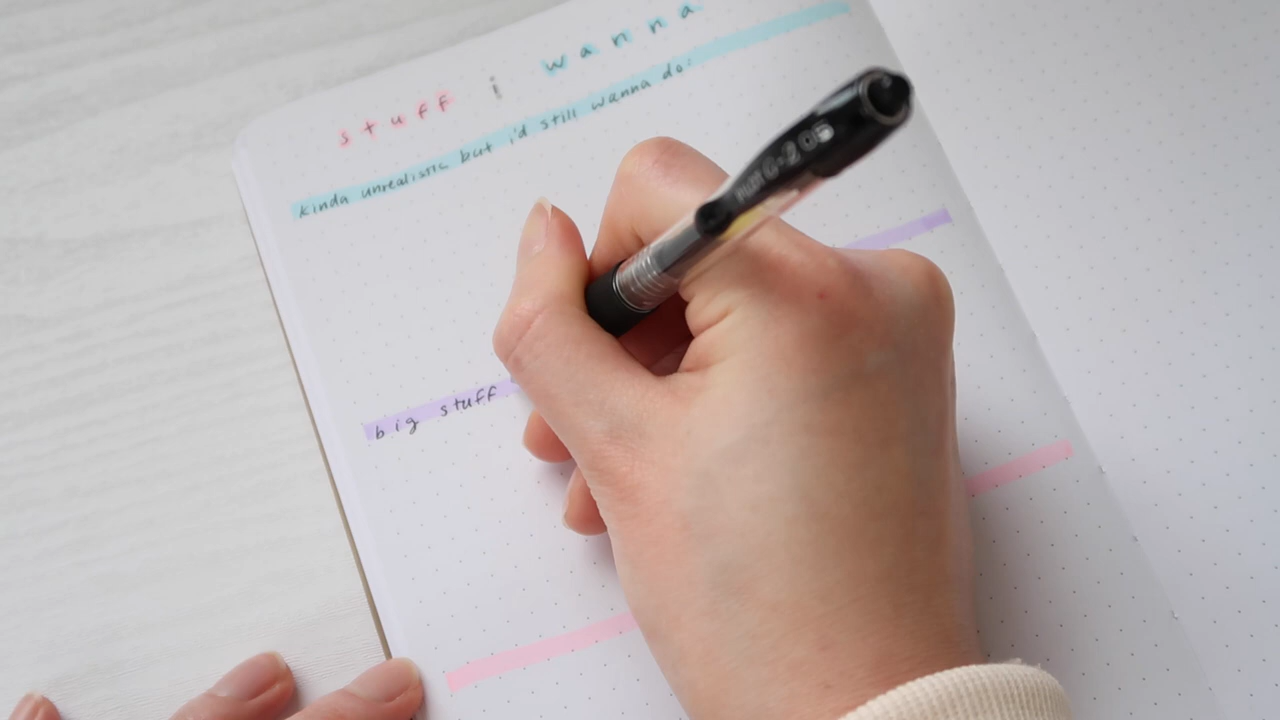 stuff i wanna
kinda unrealistic but i'd still wanna do:
big stuff
PILOT G-2 05